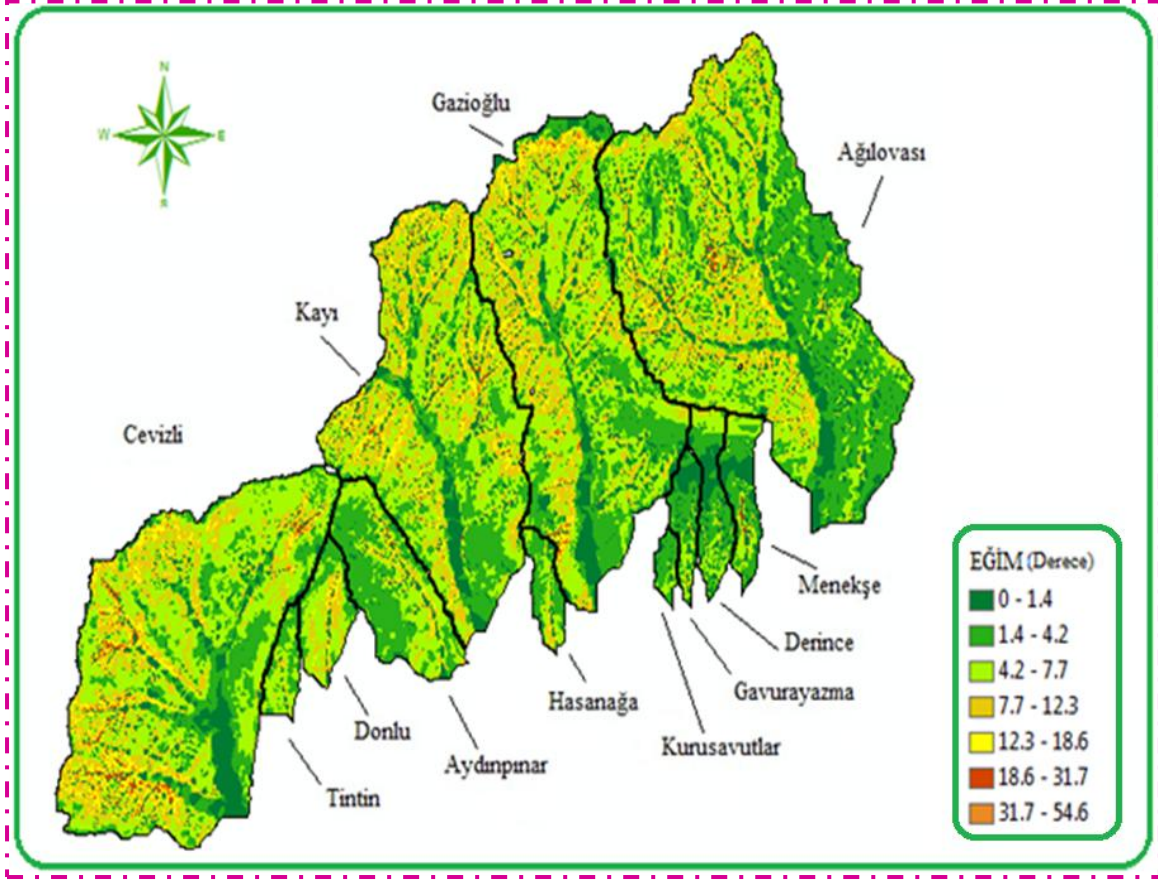 N
W E
S
Gazioğlu
Ağılovası
Kayı
Cevizli
Menekşe
Derince
Gavurayazma
Hasanağa
Kurusavutlar
Donlu
Aydınpınar
Tintin
EĞİM (Derece)
0 - 1.4
1.4 - 4.2
4.2 - 7.7
7.7 - 12.3
12.3 - 18.6
18.6 - 31.7
31.7 - 54.6